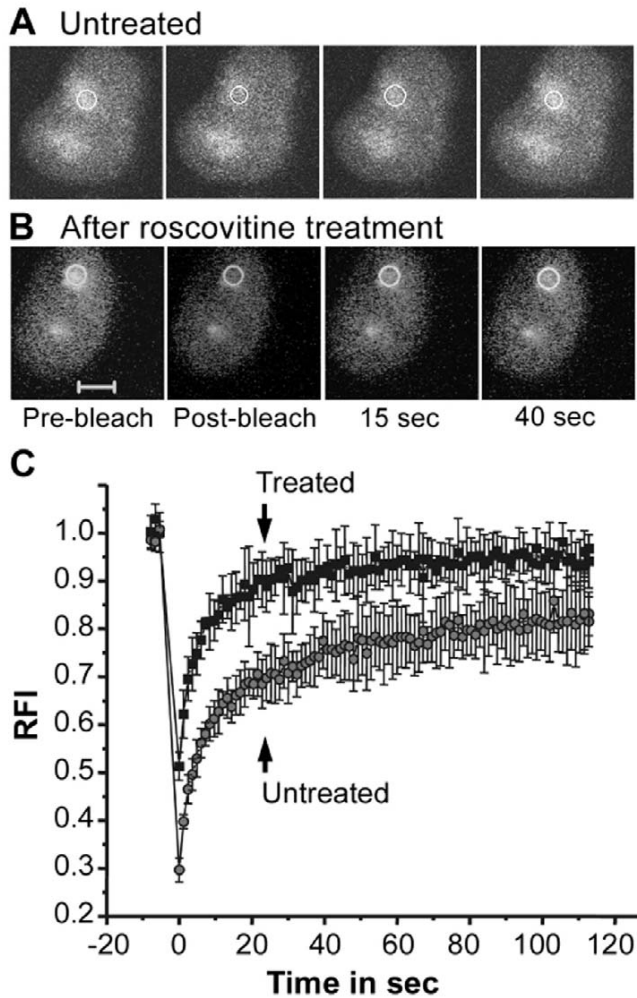 A Untreated
B After roscovitine treatment
Pre-bleach Post-bleach 15 sec 40 sec
C
Treated
Untreated
RFI
1.0
0.9
0.8
0.7
0.6
0.5
0.4
0.3
0.2
-20 0 20 40 60 80 100 120
Time in sec